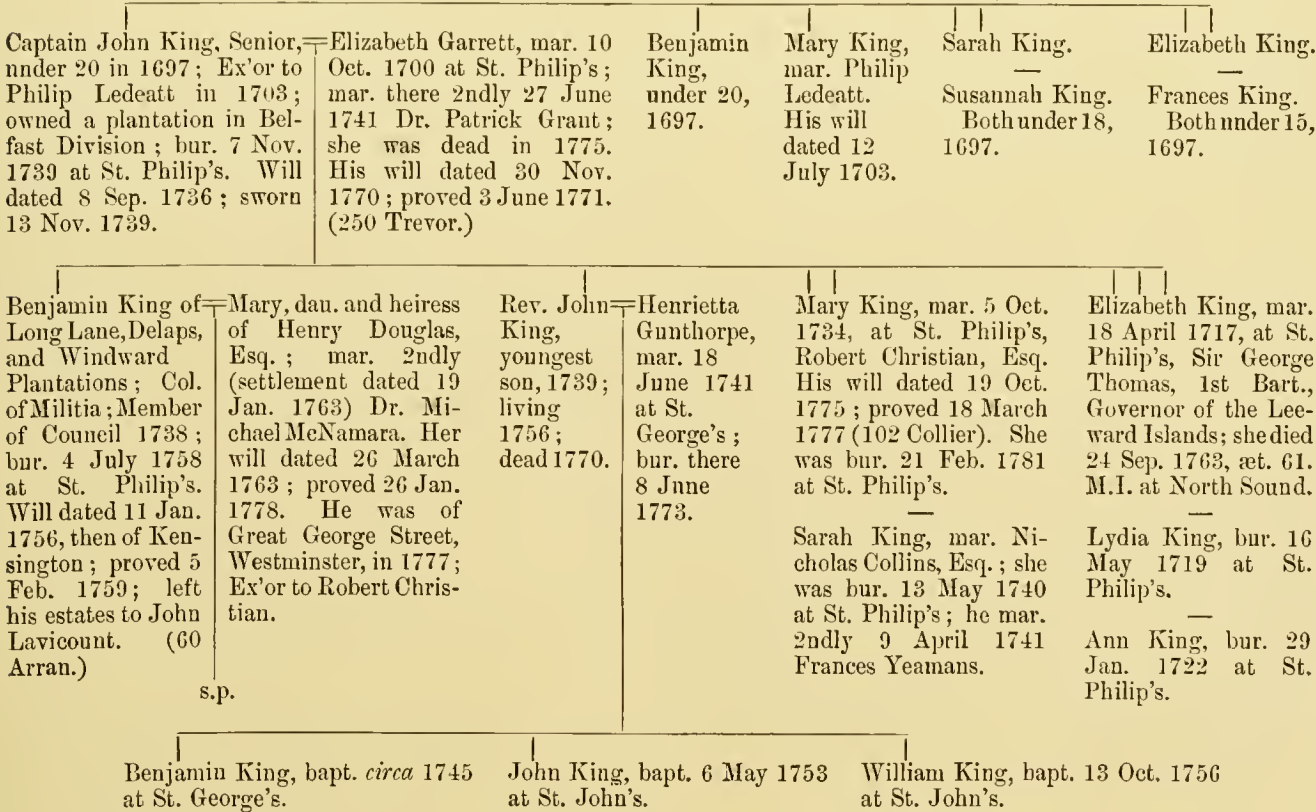 Captain John King, Senior,
under 20 in 1697 ; Ex'or to
Philip Ledeatt in 1703 ;
owned a plantation in Bel-
fast Division ; bur. 7 Nov.
1739 at St. Philip's. Will
dated 8 Sep. 1736 ; sworn
13 Nov. 1739.
Elizabeth Garrett, mar. 10
Oct. 1700 at St. Philip's ;
mar. there 2ndly 27 June
1741 Dr. Patrick Grant ;
she was dead in 1775.
His will dated 30 Nov.
1770 ; proved 3 June 1771.
(250 Trevor.)
Benjamin
King,
under 20,
1697.
Mary King,
mar. Philip
Ledeatt.
His will
dated 12
July 1703.
Sarah King.
—
Susannah King.
Both under 18,
1697.
Elizabeth King.
—
Frances King.
Both under 15,
1697.
Benjamin King of
Long Lane, Delaps,
and Windward
Plantations ; Col.
of Militia ; Member
of Council 1738 ;
bur. 4 July 1758
at St. Philip's.
Will dated 11 Jan.
1756, then of Ken-
sington ; proved 5
Feb. 1759 ; left
his estates to John
Lavicount. (60
Arran.)
Mary, dau. and heiress
of Henry Douglas,
Esq. ; mar. 2ndly
(settlement dated 19
Jan. 1763) Dr. Mi-
chael McNamara. Her
will dated 26 March
1763 ; proved 26 Jan.
1778. He was of
Great George Street,
Westminster, in 1777 ;
Ex'or to Robert Chris-
tian.
s.p.
Rev. John
King,
youngest
son, 1739 ;
living
1756 ;
dead 1770.
Henrietta
Gunthorpe,
mar. 18
June 1741
at St.
George's ;
bur. there
8 June
1773.
Mary King, mar. 5 Oct.
1734, at St. Philip's,
Robert Christian, Esq.
His will dated 19 Oct.
1775 ; proved 18 March
1777 (102 Collier). She
was bur. 21 Feb. 1781
at St. Philip's.
—
Sarah King, mar. Ni-
cholas Collins, Esq. ; she
was bur. 13 May 1740
at St. Philip's ; he mar.
2ndly 9 April 1741
Frances Yeamans.
Elizabeth King, mar.
18 April 1717, at St.
Philip's, Sir George
Thomas, 1st Bart.,
Governor of the Lee-
ward Islands ; she died
24 Sep. 1763, æt. 61.
M.I. at North Sound.
—
Lydia King, bur. 16
May 1719 at St.
Philip's.
—
Ann King, bur. 29
Jan. 1722 at St.
Philip's.
Benjamin King, bapt. circa 1745
at St. George's.
John King, bapt. 6 May 1753
at St. John's.
William King, bapt. 13 Oct. 1756
at St. John's.